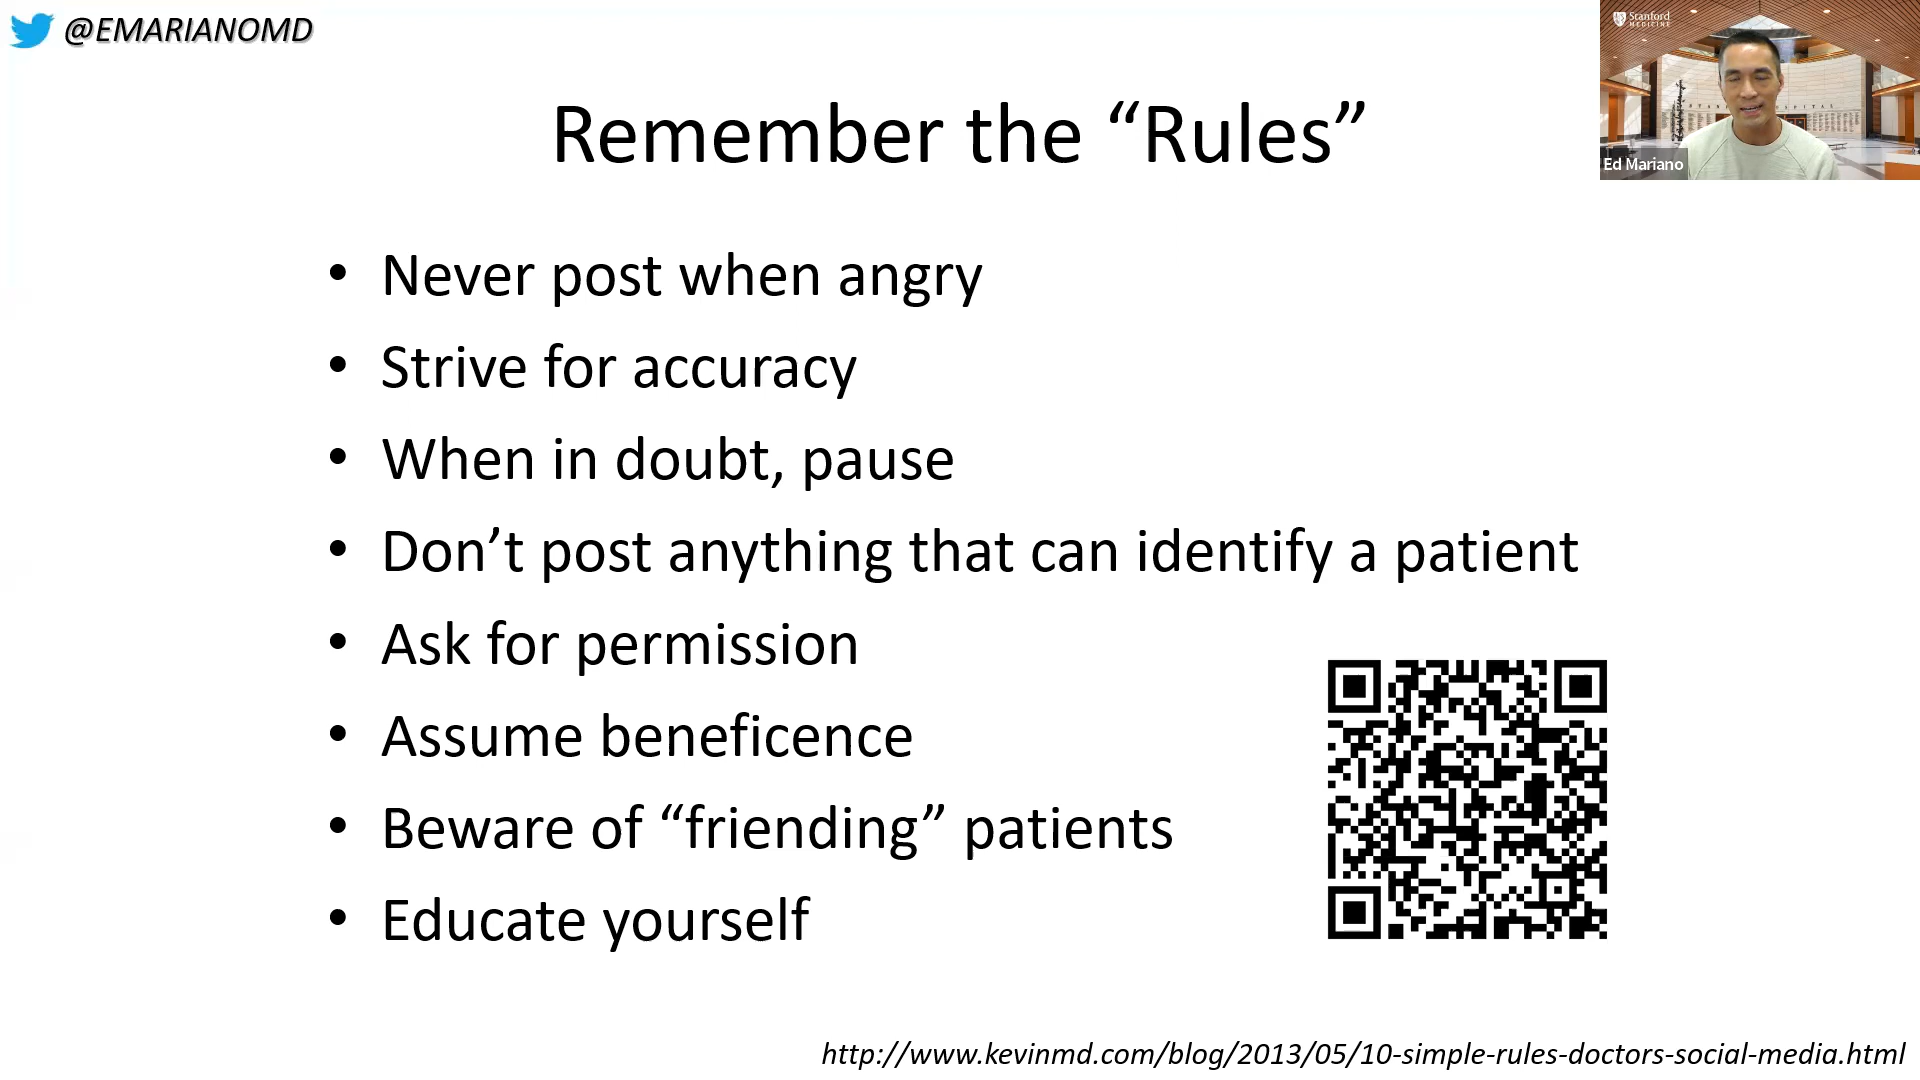 @EMARIANOMD
Stanford
MEDICINE
Ed Mariano
Remember the “Rules”
• Never post when angry
• Strive for accuracy
• When in doubt, pause
• Don’t post anything that can identify a patient
• Ask for permission
• Assume beneficence
• Beware of “friending” patients
• Educate yourself
http://www.kevinmd.com/blog/2013/05/10-simple-rules-doctors-social-media.html